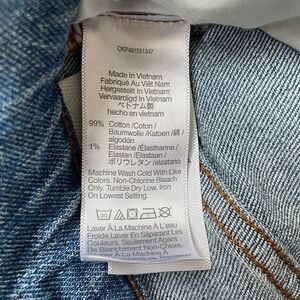 CKP481551347
Made In Vietnam
Fabriqué Au Viêt Nam
Hergestellt In Vietnam
Vervaardigd In Vietnam
ベトナム製
hecho en vietnam
99% Cotton /Coton /
Baumwolle /Katoen /綿 /
algodón
1% Elastane /Élasthanne /
Elastan /Elastaan /
ポリウレタン /elastano
Machine Wash Cold With Like
Colors. Non-Chlorine Bleach
Only. Tumble Dry Low. Iron
On Lowest Setting.
Laver À La Machine À L'eau
Froide. Laver Séparément Les
Couleurs. Seulement Agent
De Blanchiment Non-Chloré.
À La Machine À